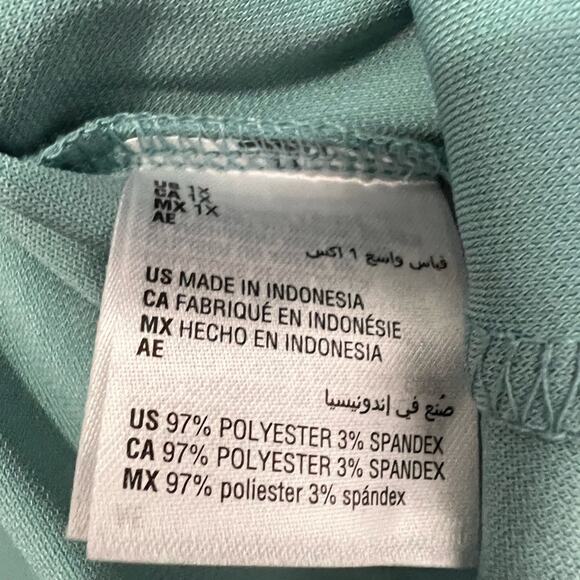 US 1X
CA 1X
MX 1X
AE
قياس واسع ١ اكس
US MADE IN INDONESIA
CA FABRIQUÉ EN INDONÉSIE
MX HECHO EN INDONESIA
AE
صُنع في إندونيسيا
US 97% POLYESTER 3% SPANDEX
CA 97% POLYESTER 3% SPANDEX
MX 97% poliester 3% spándex